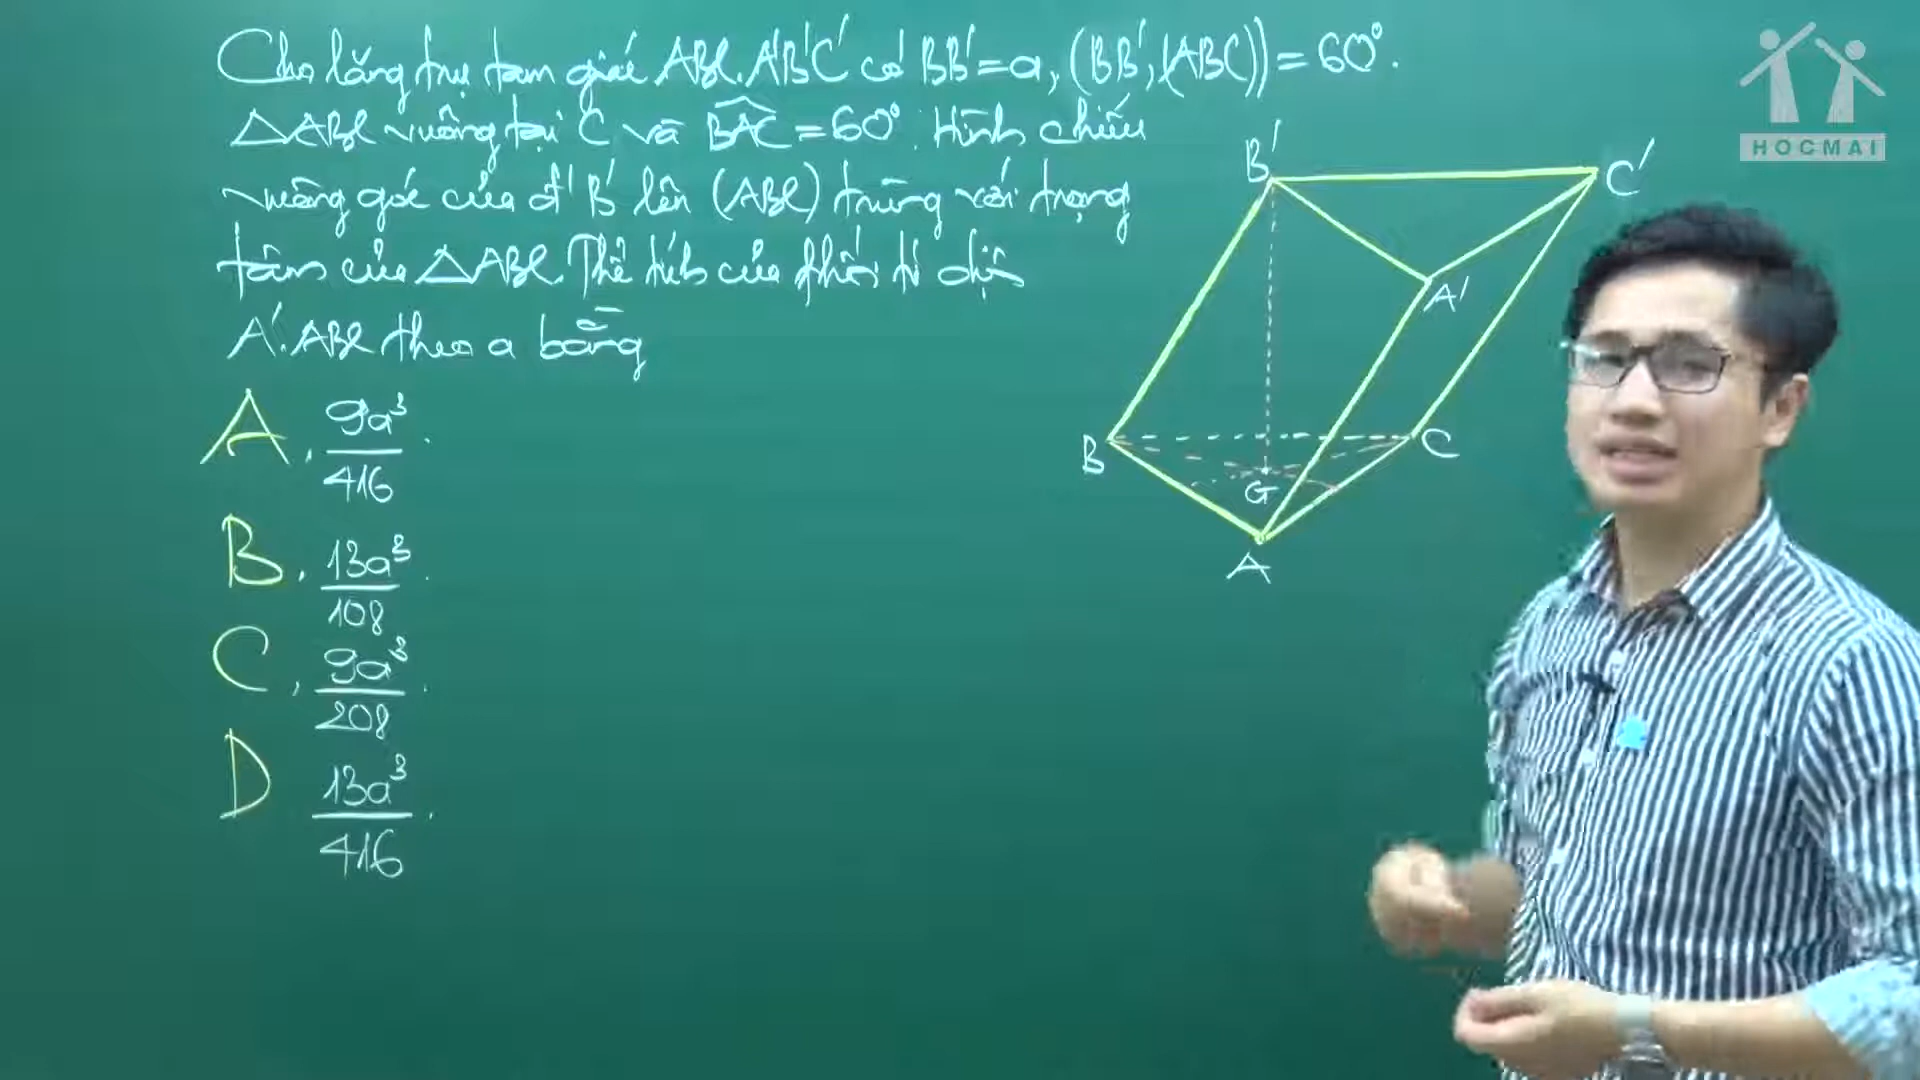 Cho lăng trụ tam giác ABC.A'B'C' có BB'=a, (BB',(ABC))=60°.
△ABC vuông tại C và BAC=60°. Hình chiếu
vuông góc của đ' B' lên (ABC) trùng với trọng
tâm của △ABC. Thể tích của khối tứ diện
A'.ABC theo a bằng
A. 9a³/416.
B. 13a³/108.
C. 9a³/208.
D 13a³/416.
B'
C'
A'
B
C
G
A
HOCMAI